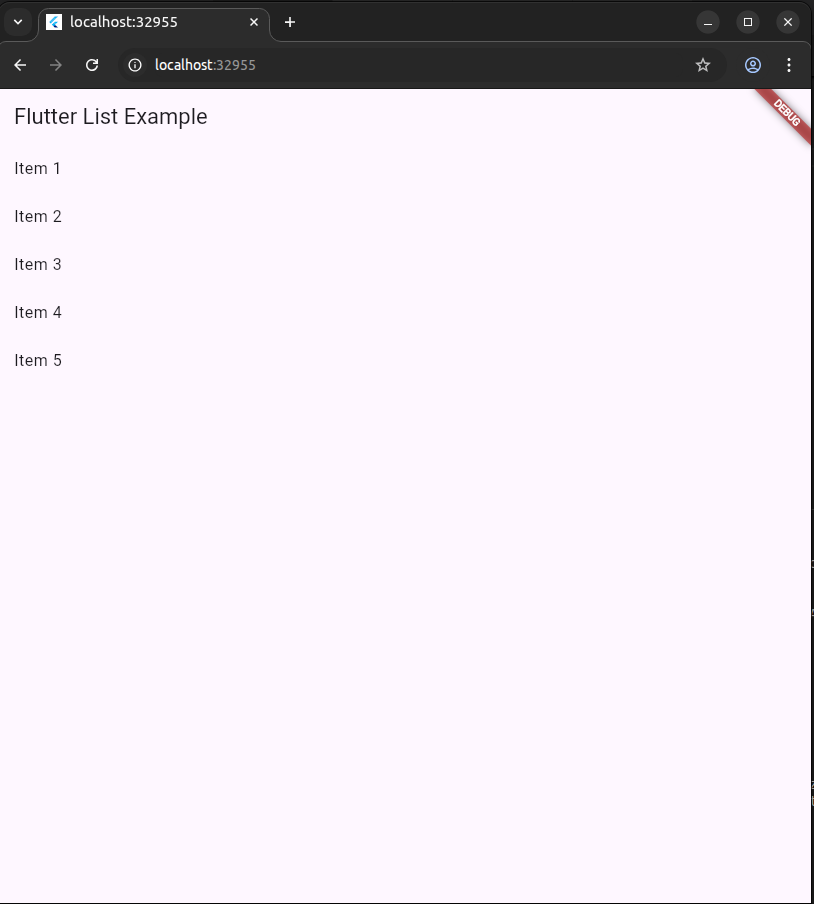 localhost:32955
localhost:32955
Flutter List Example
DEBUG
Item 1
Item 2
Item 3
Item 4
Item 5